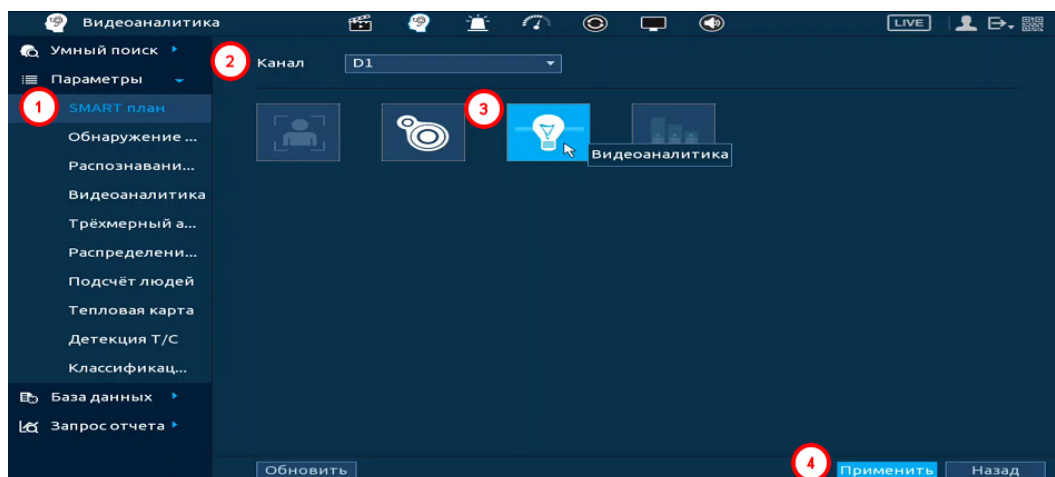 Видеоаналитика
LIVE
Умный поиск
Параметры
SMART план
Обнаружение ...
Распознавани...
Видеоаналитика
Трёхмерный а...
Распределени...
Подсчёт людей
Тепловая карта
Детекция Т/С
Классификац...
База данных
Запрос отчета
1
2
Канал
D1
3
Видеоаналитика
Обновить
4
Применить
Назад